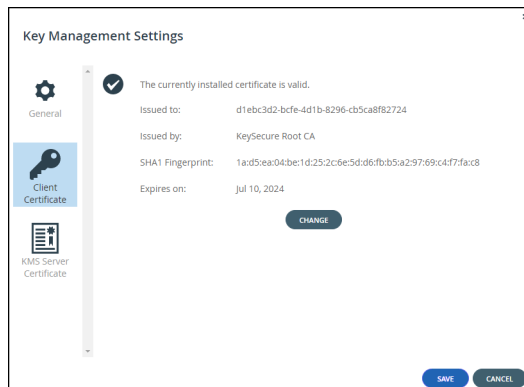 Key Management Settings
General
Client
Certificate
KMS Server
Certificate
The currently installed certificate is valid.
Issued to: d1ebc3d2-bcfe-4d1b-8296-cb5ca8f82724
Issued by: KeySecure Root CA
SHA1 Fingerprint: 1a:d5:ea:04:be:1d:25:2c:6e:5d:d6:fb:b5:a2:97:69:c4:f7:fa:c8
Expires on: Jul 10, 2024
CHANGE
SAVE CANCEL